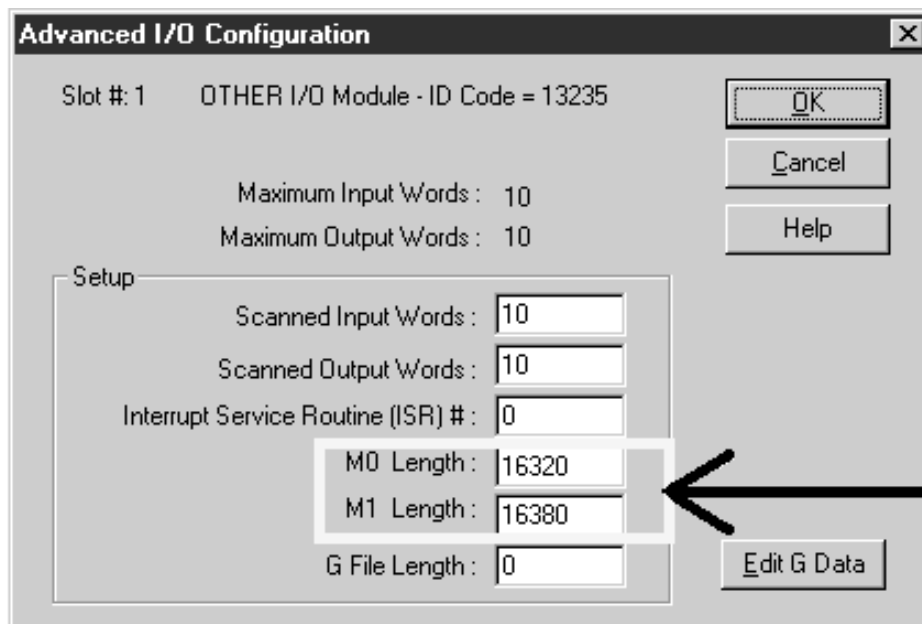 Advanced I/O Configuration
Slot #: 1 OTHER I/O Module - ID Code = 13235
OK
Cancel
Help
Maximum Input Words : 10
Maximum Output Words : 10
Setup
Scanned Input Words : 10
Scanned Output Words : 10
Interrupt Service Routine (ISR) # : 0
M0 Length : 16320
M1 Length : 16380
G File Length : 0
Edit G Data